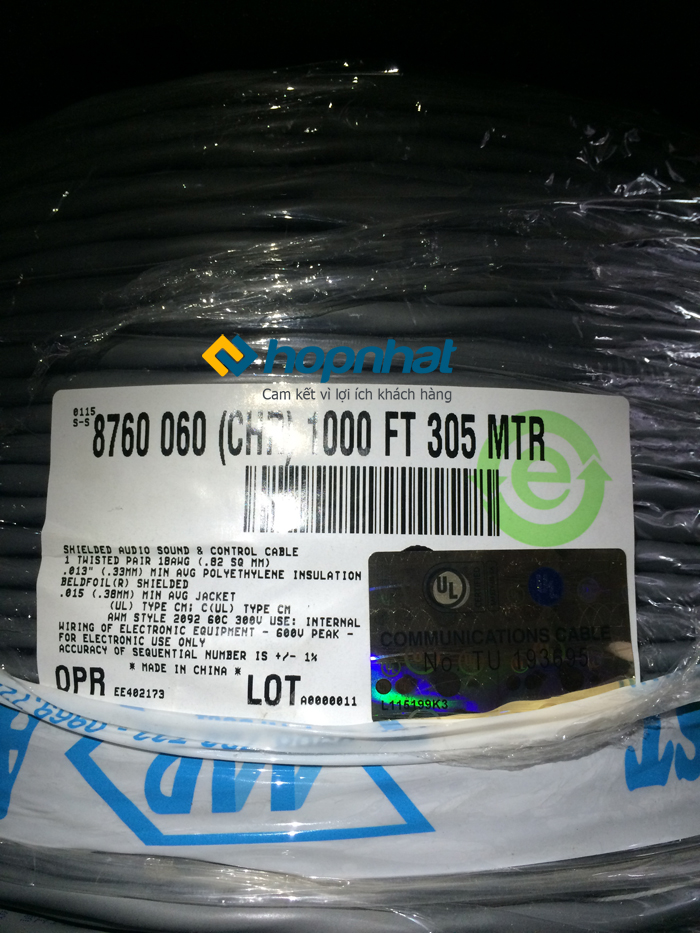 hopnhat
Cam kết vì lợi ích khách hàng
0115
S-S
8760 060 (CHR) 1000 FT 305 MTR
e
SHIELDED AUDIO SOUND & CONTROL CABLE
1 TWISTED PAIR 18AWG (.82 SQ MM)
.013" (.33MM) MIN AVG POLYETHYLENE INSULATION
BELDFOIL(R) SHIELDED
.015 (.38MM) MIN AVG JACKET
(UL) TYPE CM; C(UL) TYPE CM
AWM STYLE 2092 60C 300V USE: INTERNAL
WIRING OF ELECTRONIC EQUIPMENT - 600V PEAK -
FOR ELECTRONIC USE ONLY
ACCURACY OF SEQUENTIAL NUMBER IS +/- 1%
* MADE IN CHINA *
OPR EE402173 LOT A0000011
UL
COMMUNICATIONS CABLE
No. TU 193695
L115199K3